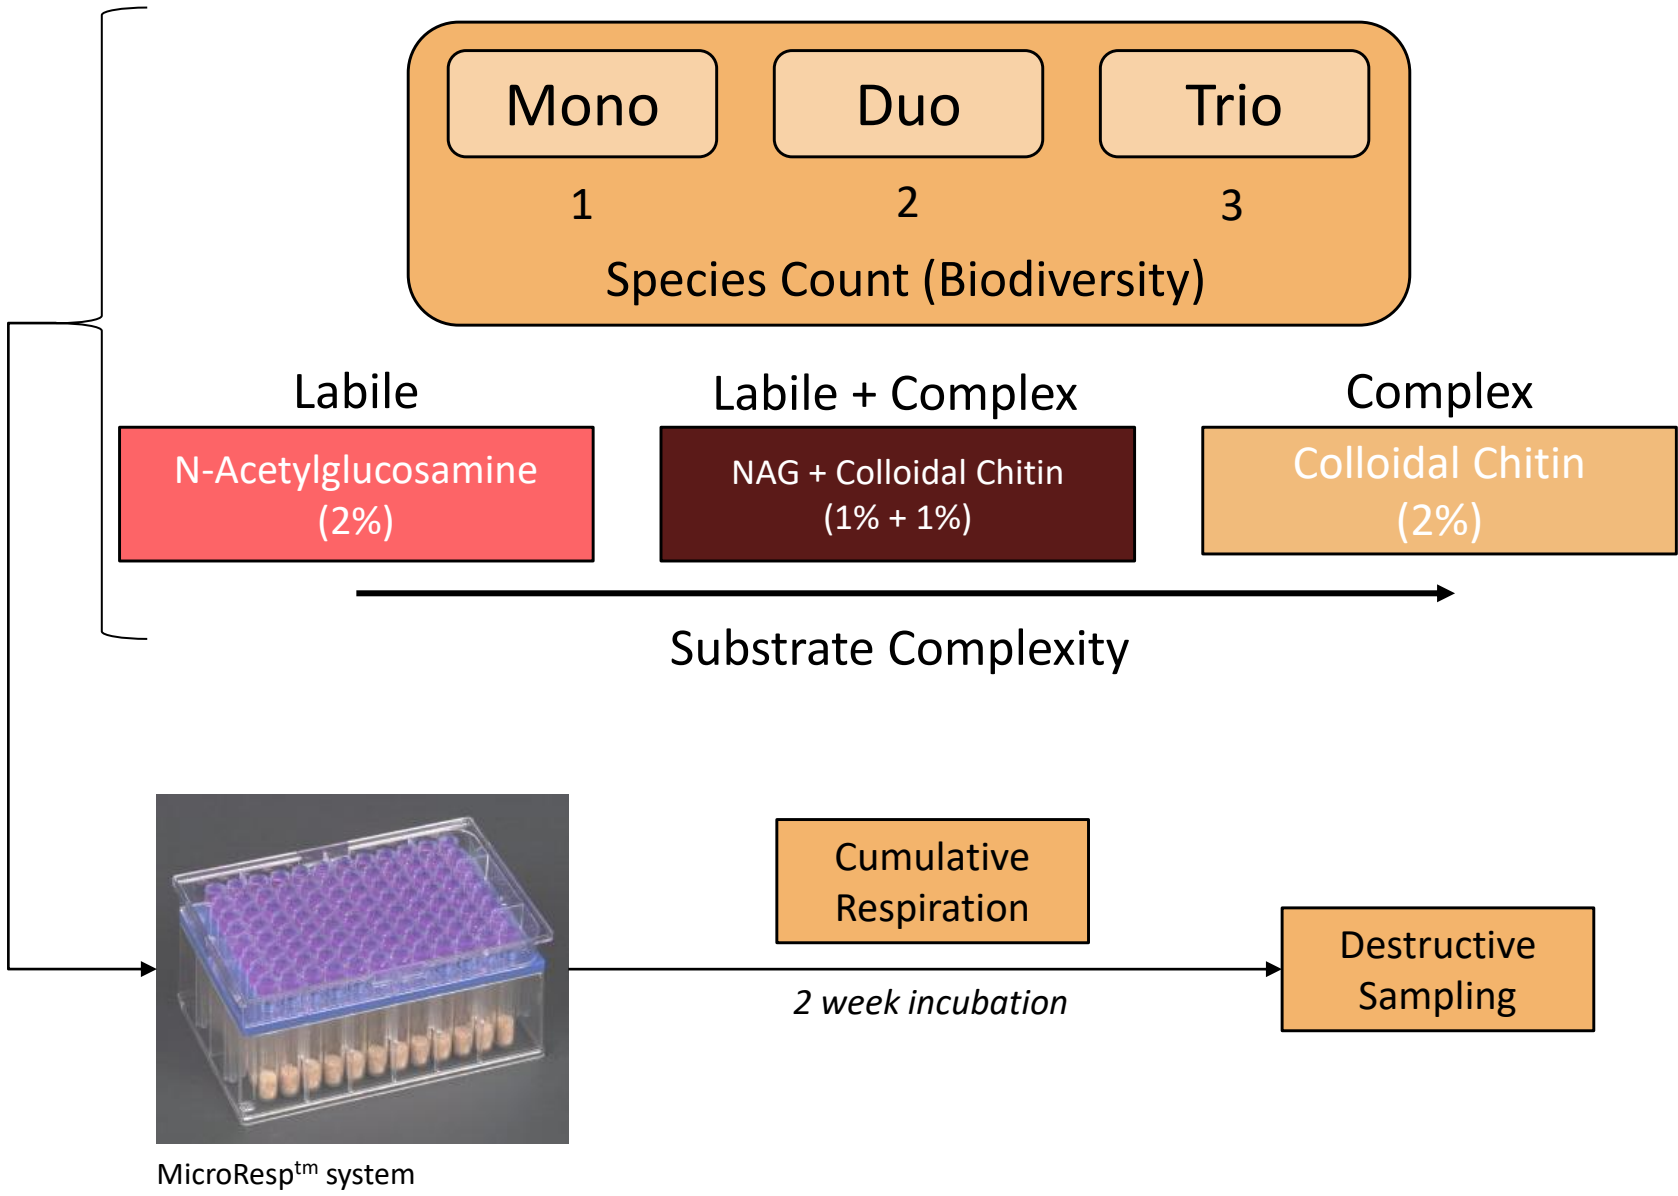 Mono
Duo
Trio
1
2
3
Species Count (Biodiversity)
Labile
Labile + Complex
Complex
N-Acetylglucosamine
(2%)
NAG + Colloidal Chitin
(1% + 1%)
Colloidal Chitin
(2%)
Substrate Complexity
Cumulative
Respiration
2 week incubation
Destructive
Sampling
MicroResp™ system